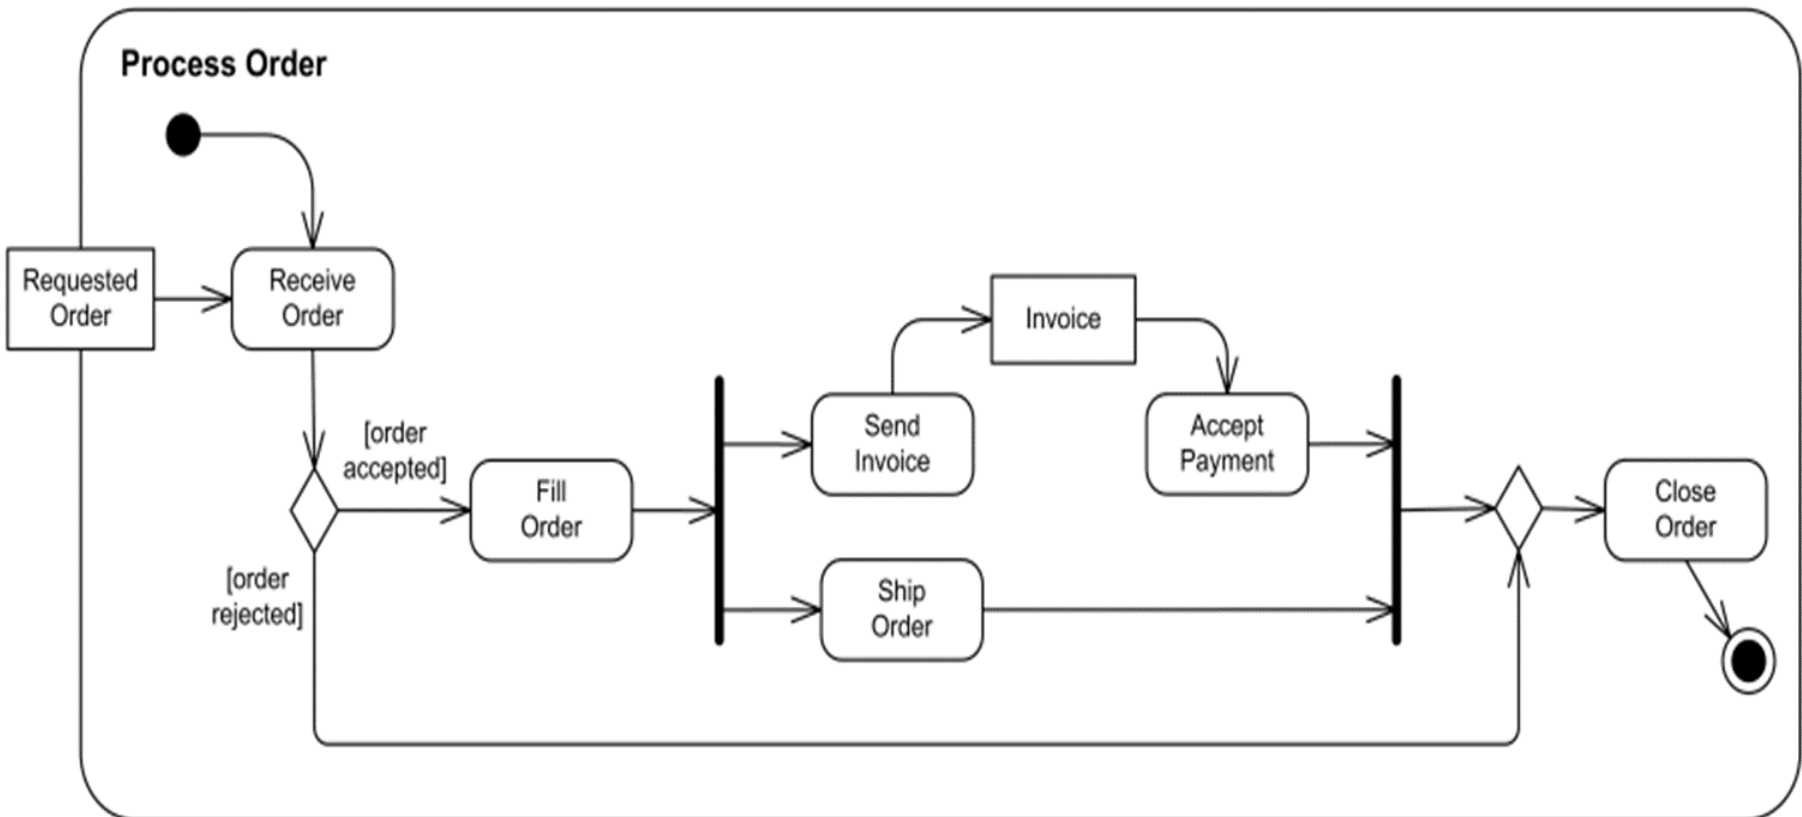 Process Order
Requested
Order
Receive
Order
[order
accepted]
[order
rejected]
Fill
Order
Send
Invoice
Invoice
Accept
Payment
Ship
Order
Close
Order